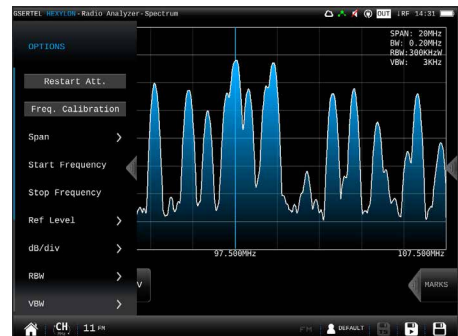 GSERTEL HEXYLON-Radio Analyzer-Spectrum
OUT LRF 14:31
OPTIONS
SPAN: 20MHz
BW: 0.20MHz
RBW:300KHzW
VBW: 3KHz
Restart Att.
Freq. Calibration
Span
Start Frequency
Stop Frequency
Ref Level
dB/div
97.500MHz
107.500MHz
RBW
V
MARKS
VBW
CH
11 FM
FM
DEFAULT